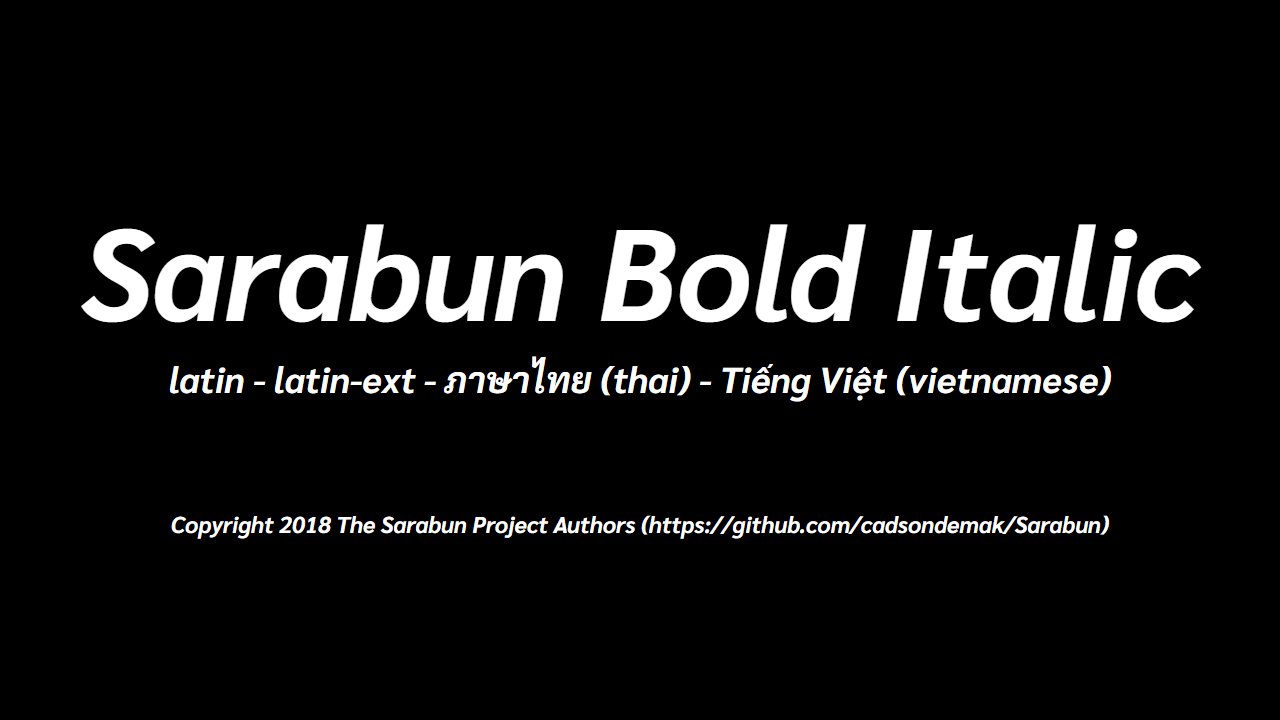 Sarabun Bold Italic
latin - latin-ext - ภาษาไทย (thai) - Tiếng Việt (vietnamese)
Copyright 2018 The Sarabun Project Authors (https://github.com/cadsondemak/Sarabun)